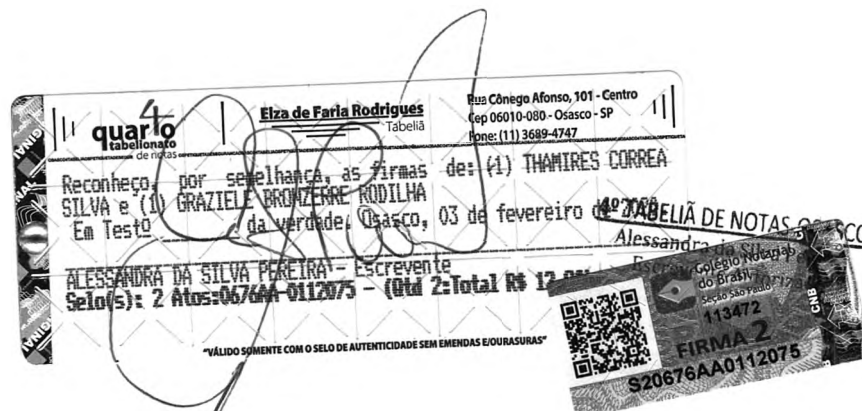 4
quarto
tabelionato
de notas
Elza de Faria Rodrigues
Tabeliã
Rua Cônego Afonso, 101 - Centro
Cep 06010-080 - Osasco - SP
Fone: (11) 3689-4747
Reconheço, por semelhança, as firmas de: (1) THAMIRES CORREA
SILVA e (1) GRAZIELE BRONZERRE RODILHA
Em Testº da verdade. Osasco, 03 de fevereiro
ALESSANDRA DA SILVA PEREIRA - Escrevente
Selo(s): 2 Atos:0676AA-0112075 - (Qtd 2:Total R$
"VÁLIDO SOMENTE COM O SELO DE AUTENTICIDADE SEM EMENDAS E/OU RASURAS"
4º TABELIÃ DE NOTAS
Alessandra da Silva
Colégio Notarial
do Brasil
Seção São Paulo
113472
FIRMA 2
S20676AA0112075
CNB